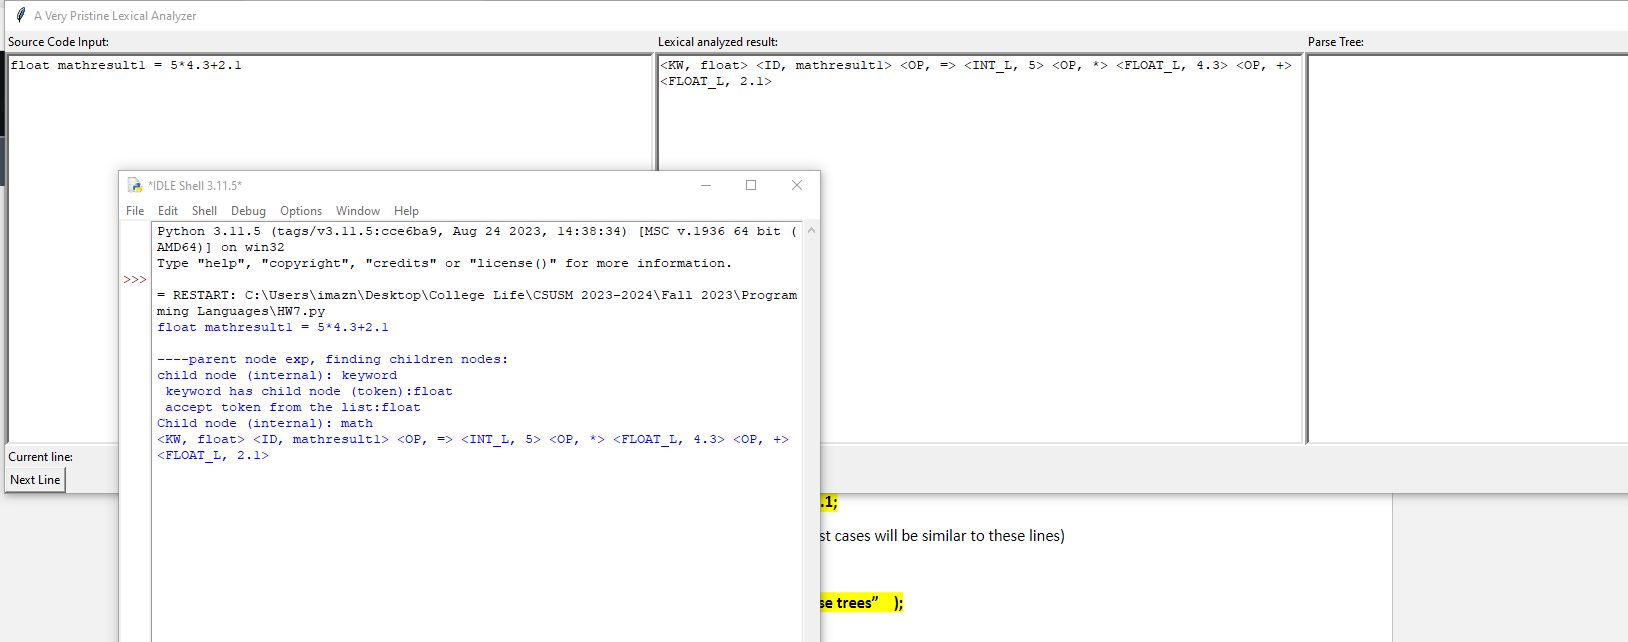 A Very Pristine Lexical Analyzer
Source Code Input:
Lexical analyzed result:
Parse Tree:
float mathresult1 = 5*4.3+2.1
<KW, float> <ID, mathresult1> <OP, => <INT_L, 5> <OP, *> <FLOAT_L, 4.3> <OP, +>
<FLOAT_L, 2.1>
*IDLE Shell 3.11.5*
File Edit Shell Debug Options Window Help
Python 3.11.5 (tags/v3.11.5:cce6ba9, Aug 24 2023, 14:38:34) [MSC v.1936 64 bit (
AMD64)] on win32
Type "help", "copyright", "credits" or "license()" for more information.
>>>
= RESTART: C:\Users\imazn\Desktop\College Life\CSUSM 2023-2024\Fall 2023\Program
ming Languages\HW7.py
float mathresult1 = 5*4.3+2.1
----parent node exp, finding children nodes:
child node (internal): keyword
keyword has child node (token):float
accept token from the list:float
Child node (internal): math
<KW, float> <ID, mathresult1> <OP, => <INT_L, 5> <OP, *> <FLOAT_L, 4.3> <OP, +>
<FLOAT_L, 2.1>
Current line:
Next Line
.1;
st cases will be similar to these lines)
se trees” );